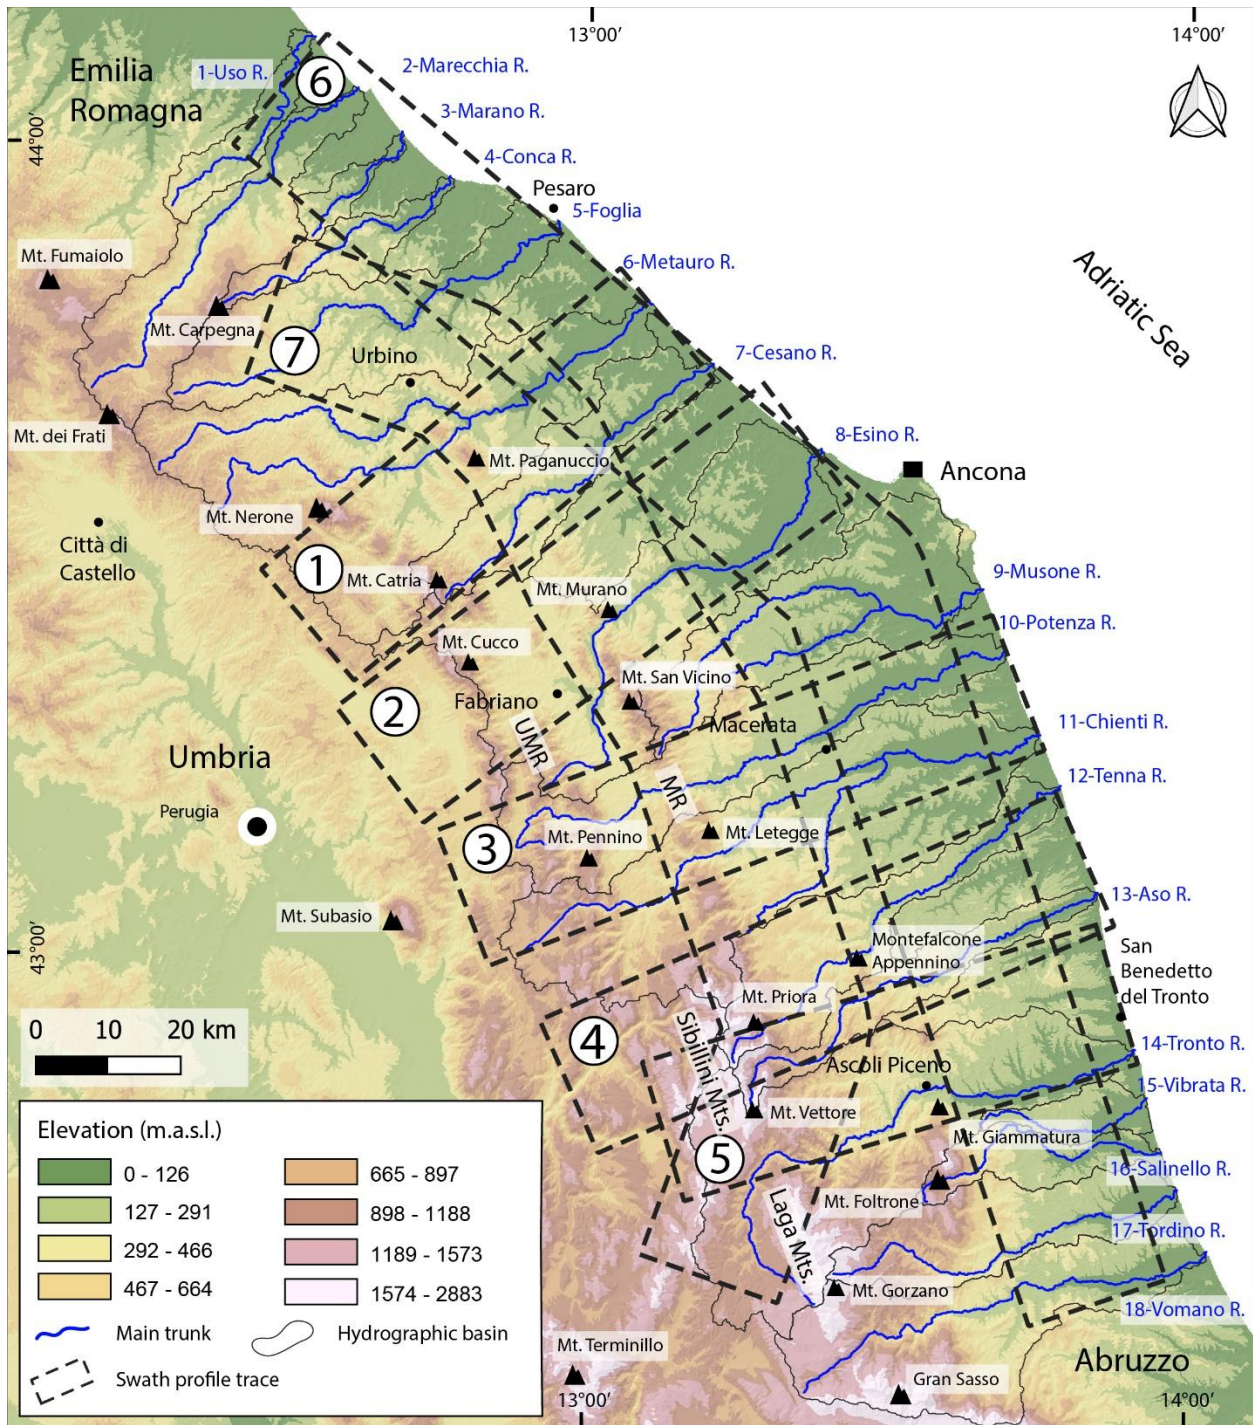 13°00’
14°00’
Emilia
Romagna
1-Uso R.
6
2-Marecchia R.
3-Marano R.
44°00’
4-Conca R.
Pesaro
5-Foglia
Mt. Fumaiolo
6-Metauro R.
Adriatic Sea
Mt. Carpegna
7
Urbino
7-Cesano R.
Mt. dei Frati
8-Esino R.
Mt. Paganuccio
Ancona
Mt. Nerone
Città di
Castello
1
Mt. Catria
Mt. Murano
9-Musone R.
10-Potenza R.
Mt. Cucco
Mt. San Vicino
Fabriano
2
UMR
Macerata
11-Chienti R.
Umbria
MR
12-Tenna R.
Perugia
3
Mt. Pennino
Mt. Letegge
Mt. Subasio
13-Aso R.
43°00’
Montefalcone
Appennino
San
Benedetto
del Tronto
Mt. Priora
0 10 20 km
4
Sibillini Mts.
14-Tronto R.
Ascoli Piceno
15-Vibrata R.
Mt. Vettore
Mt. Giammatura
5
16-Salinello R.
Mt. Foltrone
Laga Mts.
17-Tordino R.
Mt. Gorzano
18-Vomano R.
Elevation (m.a.s.l.)
0 - 126
665 - 897
127 - 291
898 - 1188
292 - 466
1189 - 1573
467 - 664
1574 - 2883
Main trunk
Hydrographic basin
Swath profile trace
Mt. Terminillo
Gran Sasso
Abruzzo
13°00’
14°00’